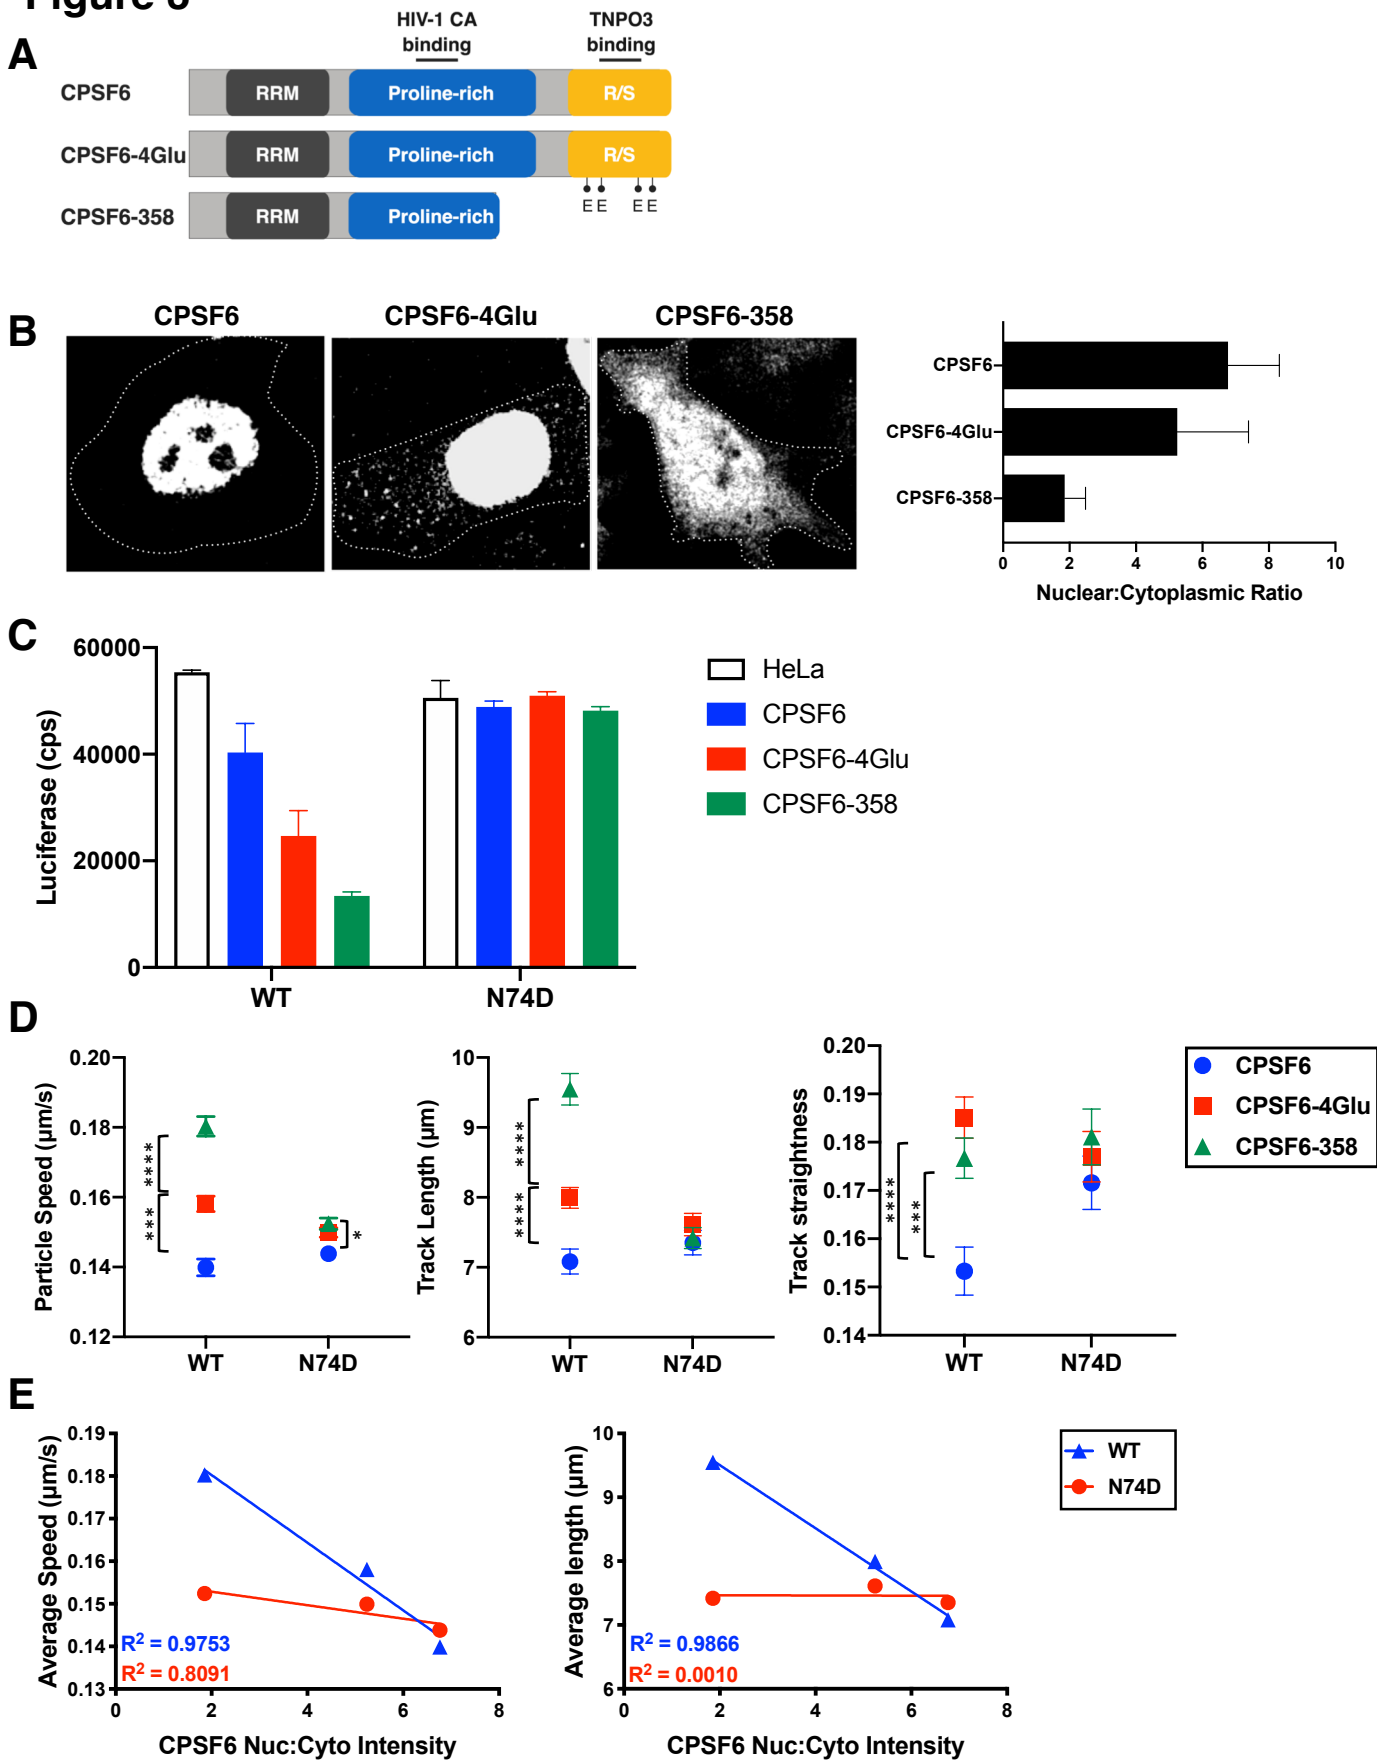 Figure
A
HIV-1 CA binding
TNPO3 binding
CPSF6
RRM
Proline-rich
R/S
CPSF6-4Glu
RRM
Proline-rich
R/S
E E E E
CPSF6-358
RRM
Proline-rich
B
CPSF6
CPSF6-4Glu
CPSF6-358
CPSF6
CPSF6-4Glu
CPSF6-358
0 2 4 6 8 10
Nuclear:Cytoplasmic Ratio
C
Luciferase (cps)
60000
40000
20000
0
WT
N74D
HeLa
CPSF6
CPSF6-4Glu
CPSF6-358
D
Particle Speed (µm/s)
0.20
0.18
0.16
0.14
0.12
****
***
*
WT
N74D
Track Length (µm)
10
9
8
7
6
****
****
WT
N74D
Track straightness
0.20
0.19
0.18
0.17
0.16
0.15
0.14
****
***
WT
N74D
CPSF6
CPSF6-4Glu
CPSF6-358
E
Average Speed (µm/s)
0.19
0.18
0.17
0.16
0.15
0.14
0.13
R² = 0.9753
R² = 0.8091
0 2 4 6 8
CPSF6 Nuc:Cyto Intensity
Average length (µm)
10
9
8
7
6
R² = 0.9866
R² = 0.0010
0 2 4 6 8
CPSF6 Nuc:Cyto Intensity
WT
N74D